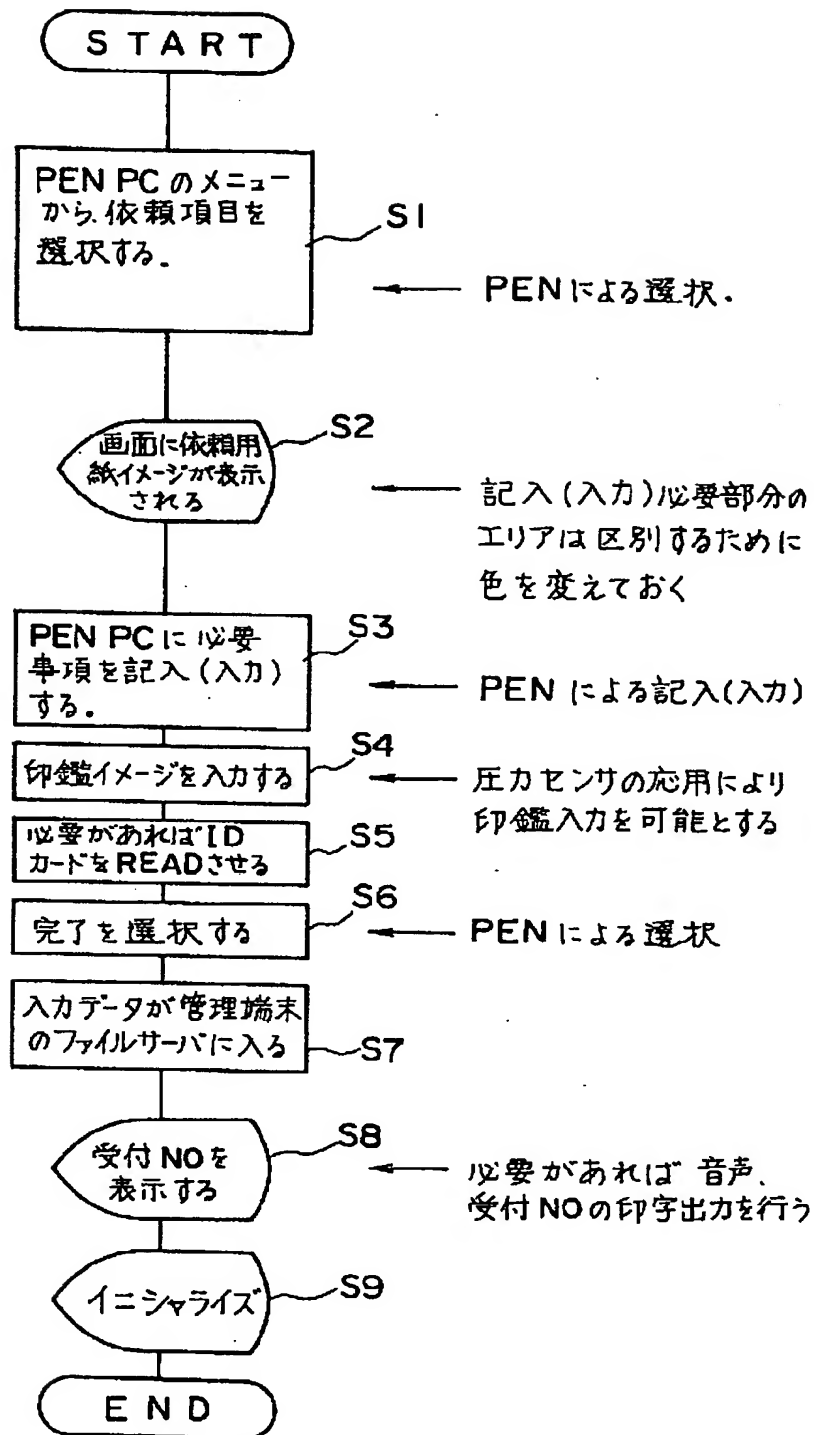 START
PEN PCのメニュー
から依頼項目を
選択する.
S1
PENによる選択.
画面に依頼用
紙イメージが表示
される
S2
記入(入力)必要部分の
エリアは区別するために
色を変えておく
PEN PCに必要
事項を記入(入力)
する。
S3
PENによる記入(入力)
印鑑イメージを入力する
S4
圧力センサの応用により
印鑑入力を可能とする
必要があればID
カードをREADさせる
S5
完了を選択する
S6
PENによる選択
入力データが管理端末
のファイルサーバに入る
S7
受付NOを
表示する
S8
必要があれば音声、
受付NOの印字出力を行う
イニシャライズ
S9
END